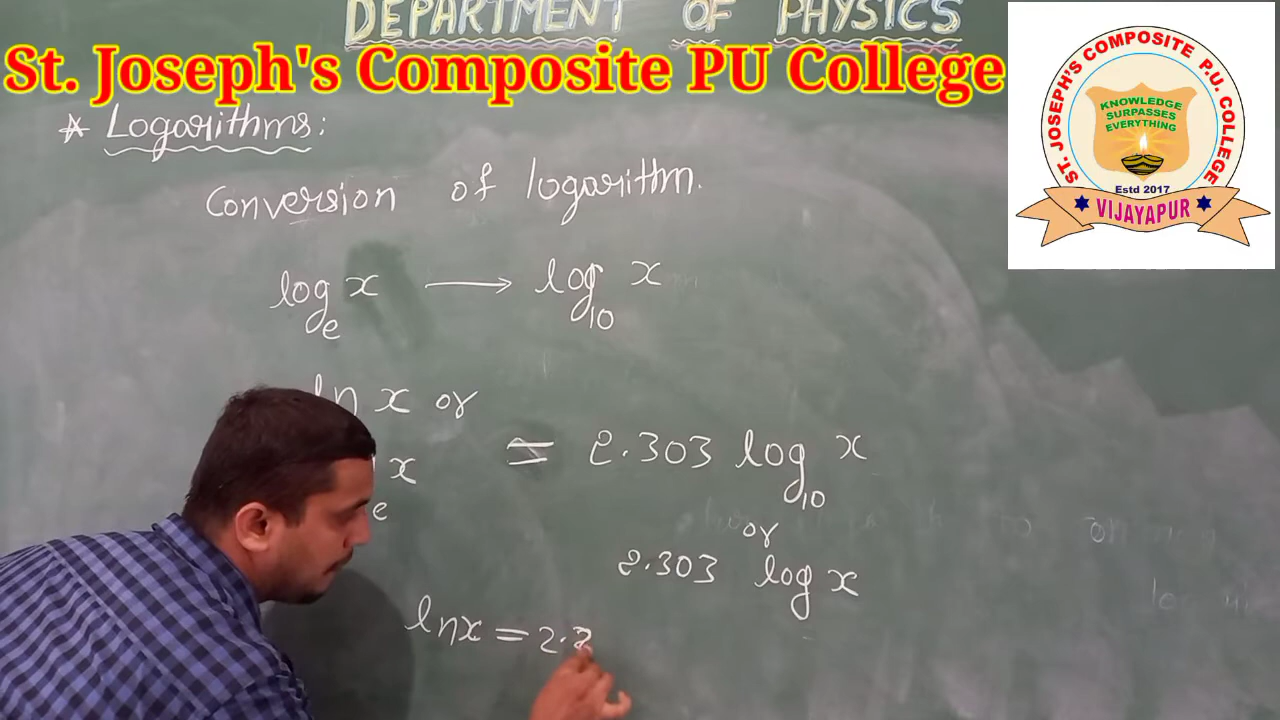 DEPARTMENT OF PHYSICS
St. Joseph's Composite PU College
ST. JOSEPH'S COMPOSITE P.U. COLLEGE
KNOWLEDGE
SURPASSES
EVERYTHING
Estd 2017
VIJAYAPUR
* Logarithms:
Conversion of logarithm.
logₑ x ⟶ log₁₀ x
ln x or
x
e
= 2.303 log₁₀ x
or
2.303 log x
ln x = 2.3